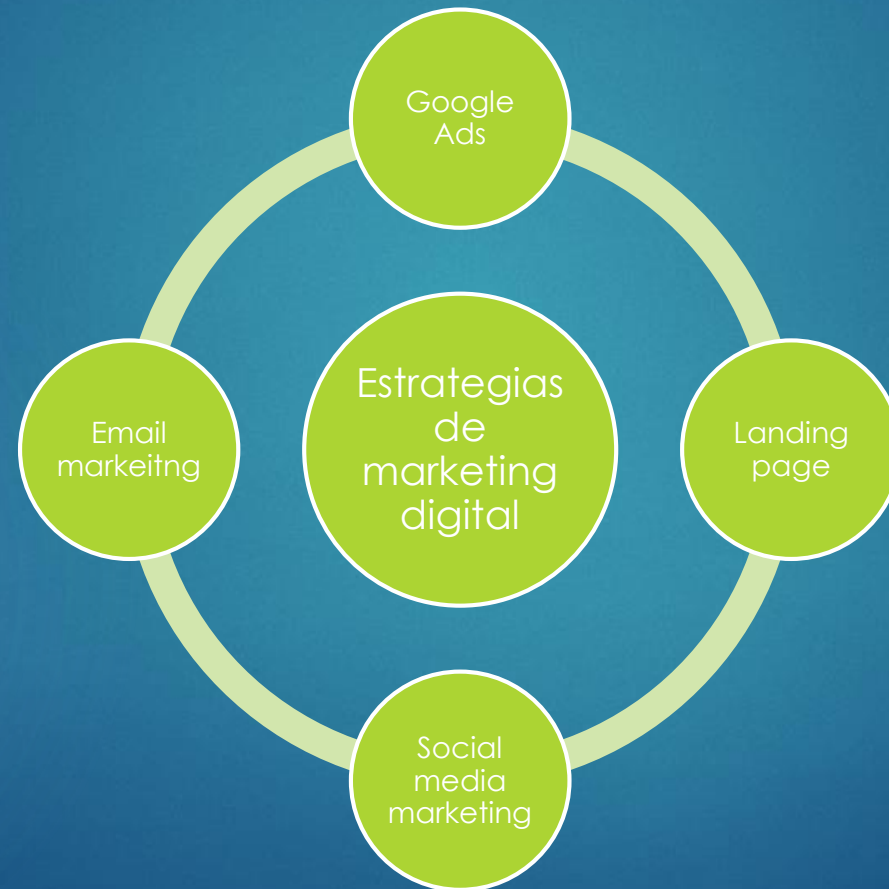 Google
Ads
Estrategias
de
marketing
digital
Email
markeitng
Landing
page
Social
media
marketing